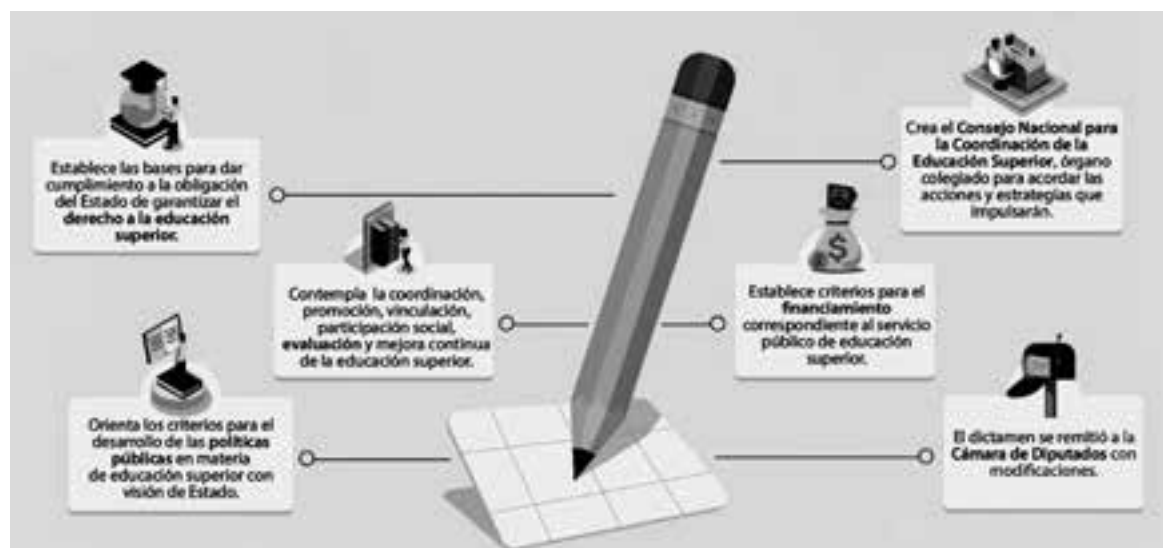 Establece las bases para dar
cumplimiento a la obligación
del Estado de garantizar el
derecho a la educación
superior.
Contempla la coordinación,
promoción, vinculación,
participación social,
evaluación y mejora continua
de la educación superior.
Orienta los criterios para el
desarrollo de las políticas
públicas en materia
de educación superior con
visión de Estado.
Crea el Consejo Nacional para
la Coordinación de la
Educación Superior, órgano
colegiado para acordar las
acciones y estrategias que
impulsarán.
Establece criterios para el
financiamiento
correspondiente al servicio
público de educación
superior.
$
El dictamen se remitió a la
Cámara de Diputados con
modificaciones.